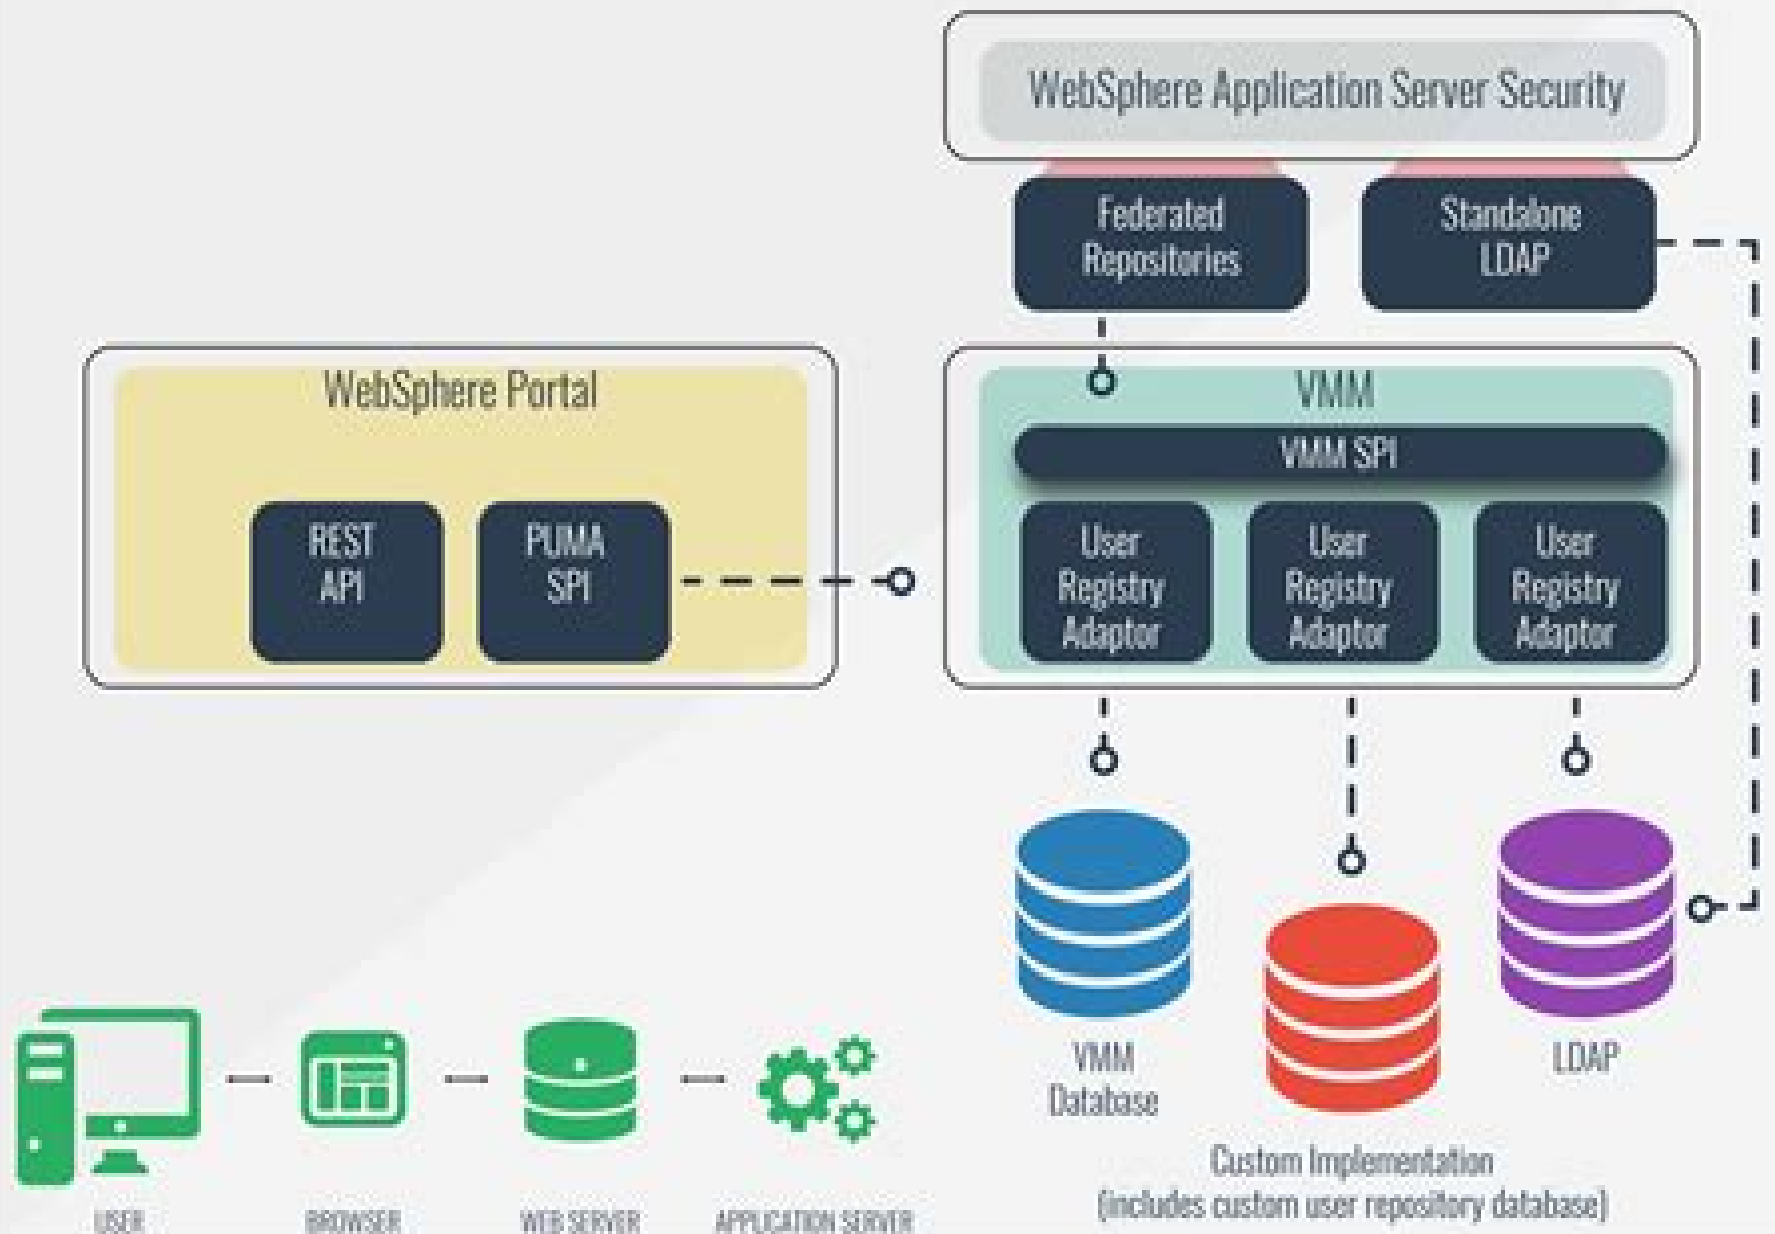 WebSphere Application Server Security
Federated
Repositories
Standalone
LDAP
WebSphere Portal
REST
API
PUMA
SPI
VMM
VMM SPI
User
Registry
Adaptor
User
Registry
Adaptor
User
Registry
Adaptor
VMM
Database
LDAP
Custom Implementation
(includes custom user repository database)
USER
BROWSER
WEB SERVER
APPLICATION SERVER